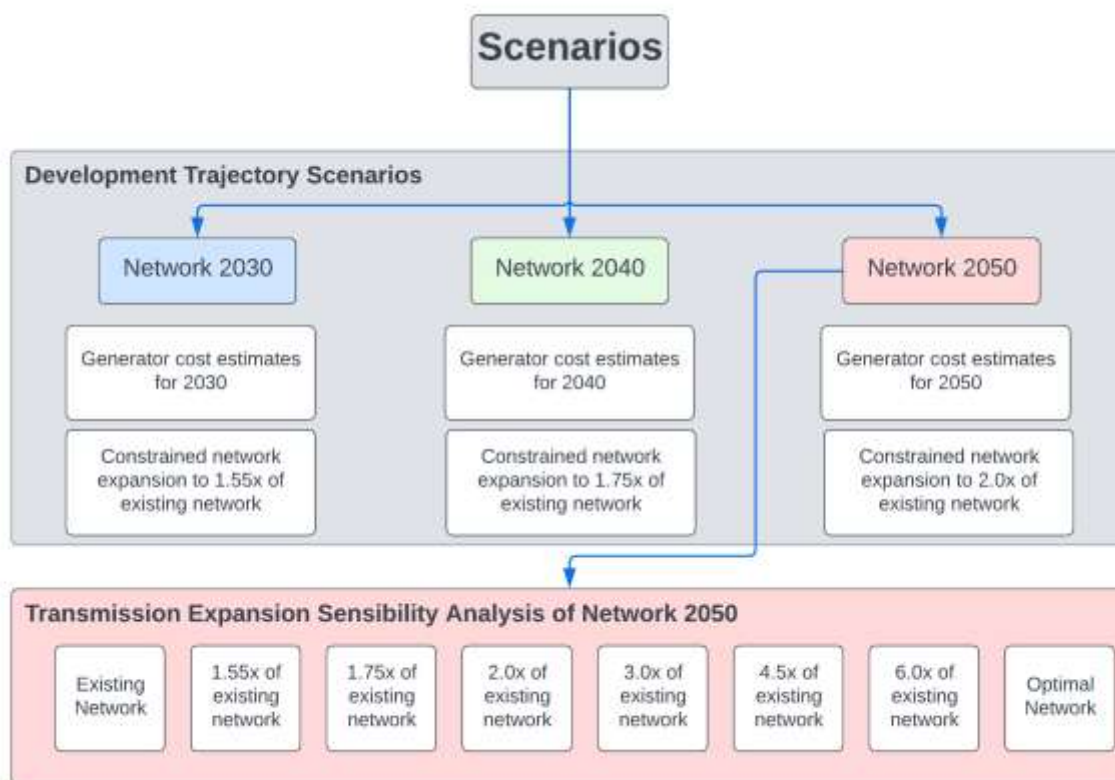 Scenarios
Development Trajectory Scenarios
Network 2030
Network 2040
Network 2050
Generator cost estimates
for 2030
Generator cost estimates
for 2040
Generator cost estimates
for 2050
Constrained network
expansion to 1.55x of
existing network
Constrained network
expansion to 1.75x of
existing network
Constrained network
expansion to 2.0x of
existing network
Transmission Expansion Sensibility Analysis of Network 2050
Existing
Network
1.55x of
existing
network
1.75x of
existing
network
2.0x of
existing
network
3.0x of
existing
network
4.5x of
existing
network
6.0x of
existing
network
Optimal
Network